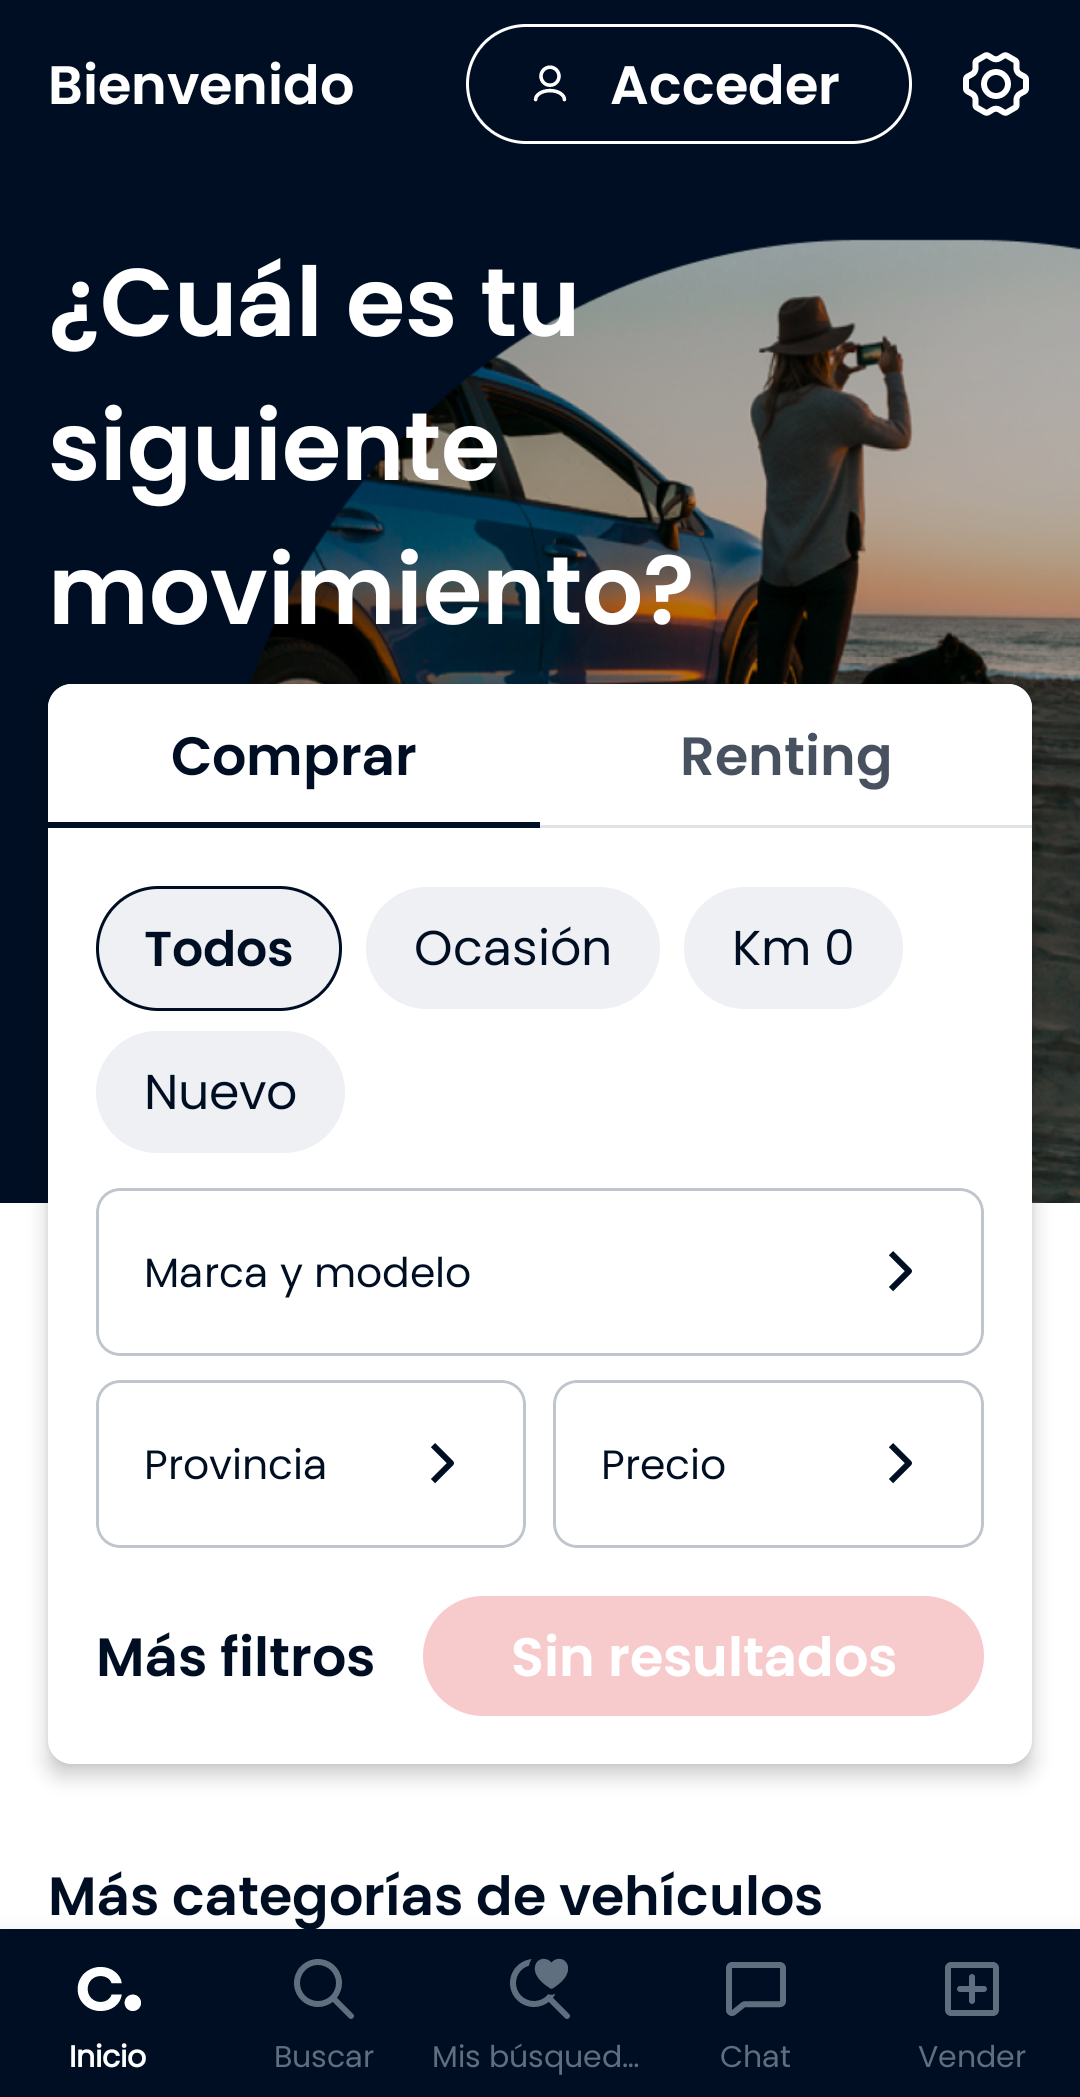 Bienvenido
Acceder
¿Cuál es tu
siguiente
movimiento?
Comprar
Renting
Todos
Ocasión
Km 0
Nuevo
Marca y modelo
Provincia
Precio
Más filtros
Sin resultados
Más categorías de vehículos
C.
Inicio
Buscar
Mis búsqued...
Chat
Vender